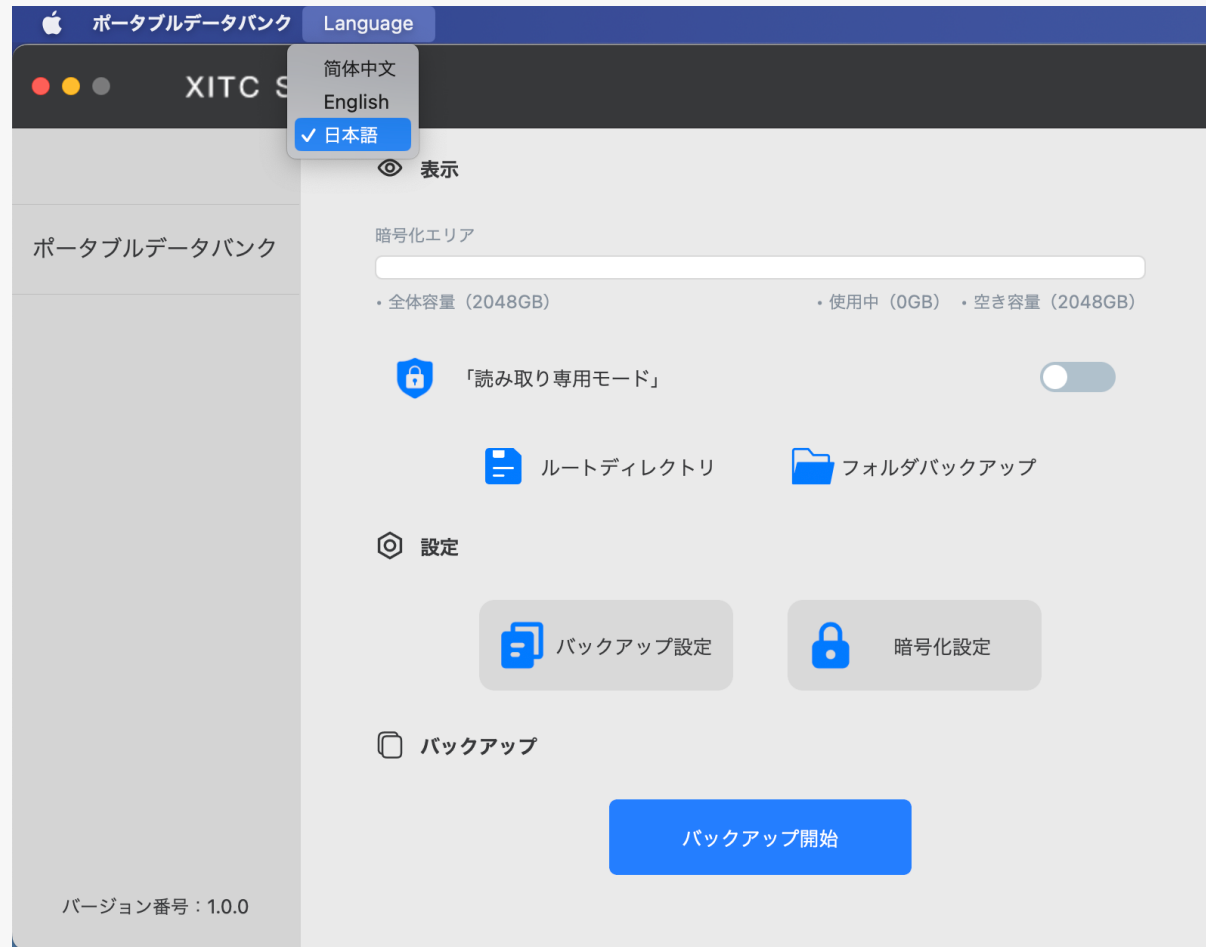 ポータブルデータバンク Language
简体中文
English
日本語
XITC S
表示
ポータブルデータバンク
暗号化エリア
• 全体容量（2048GB） • 使用中（0GB） • 空き容量（2048GB）
「読み取り専用モード」
ルートディレクトリ フォルダバックアップ
設定
バックアップ設定 暗号化設定
バックアップ
バックアップ開始
バージョン番号：1.0.0